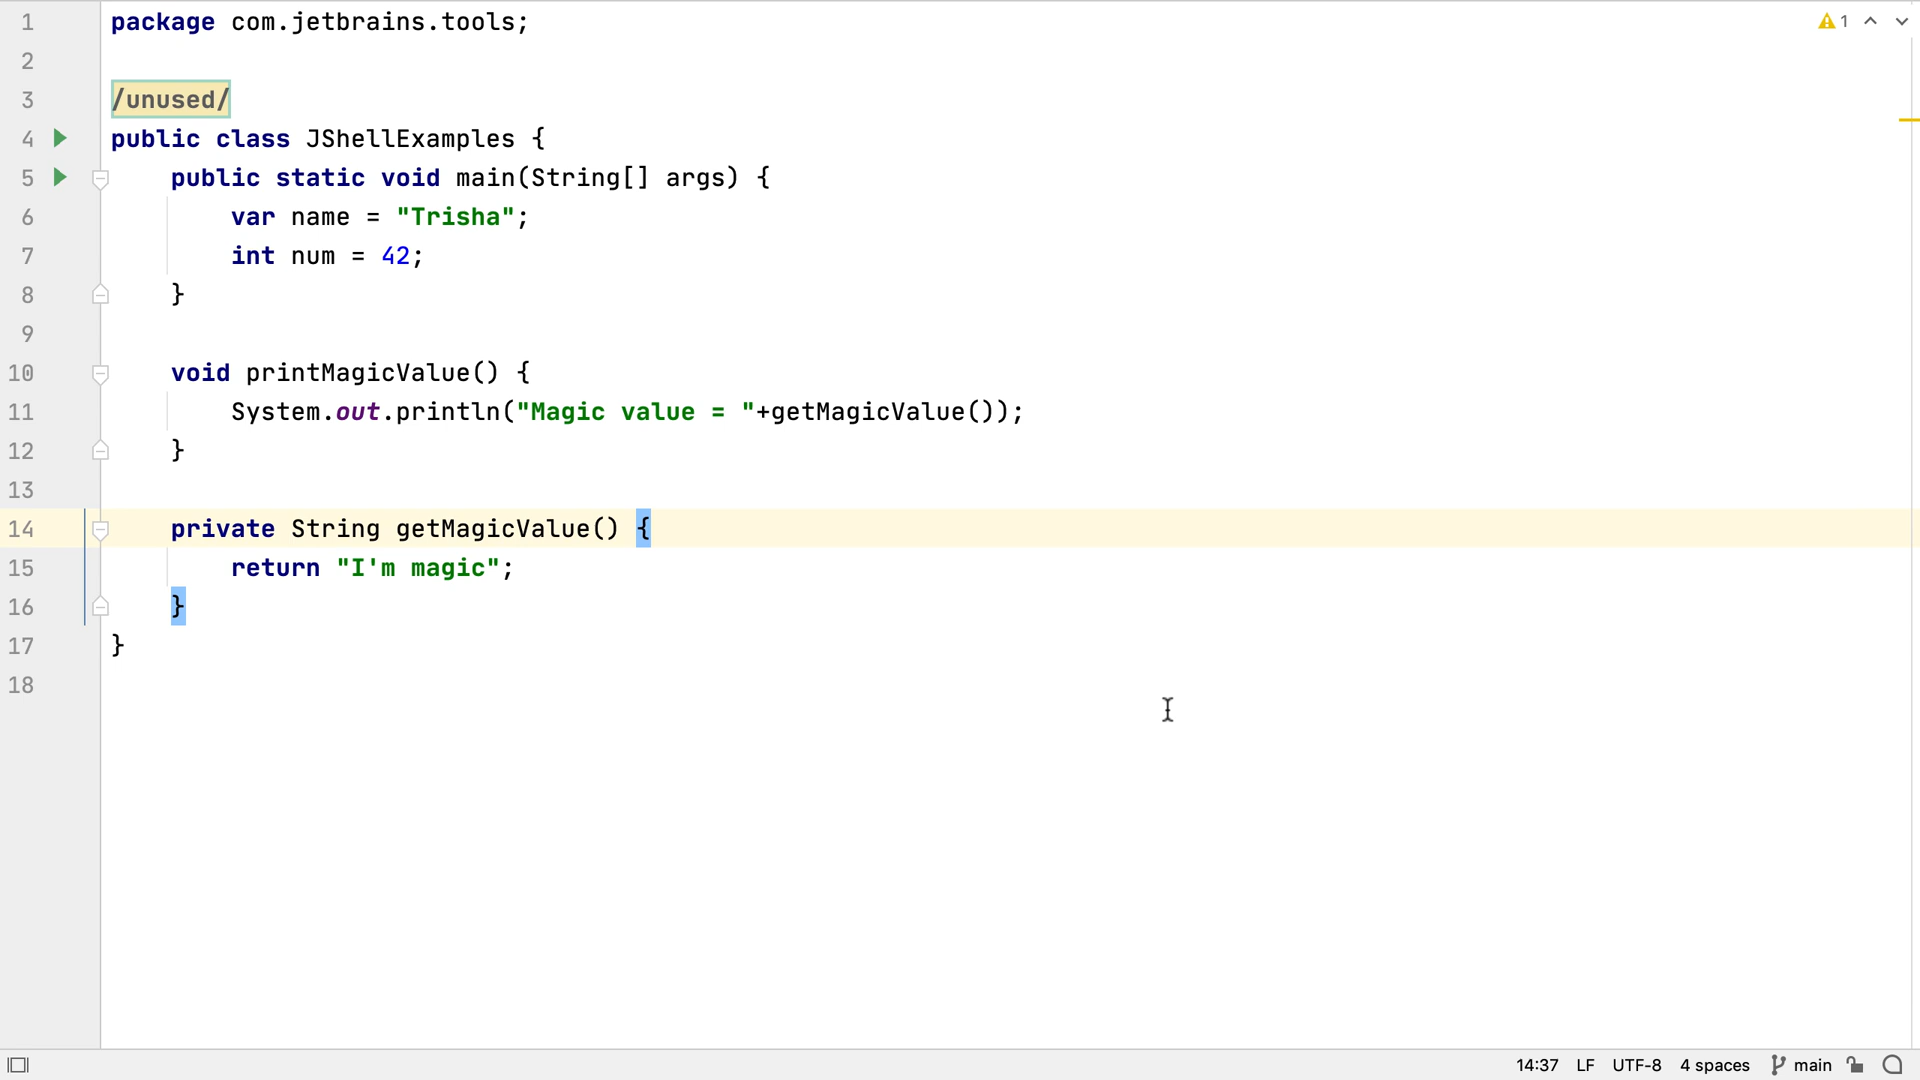 1 package com.jetbrains.tools;
2
3 /unused/
4 public class JShellExamples {
5 public static void main(String[] args) {
6 var name = "Trisha";
7 int num = 42;
8 }
9
10 void printMagicValue() {
11 System.out.println("Magic value = "+getMagicValue());
12 }
13
14 private String getMagicValue() {
15 return "I'm magic";
16 }
17 }
18
1
14:37 LF UTF-8 4 spaces main